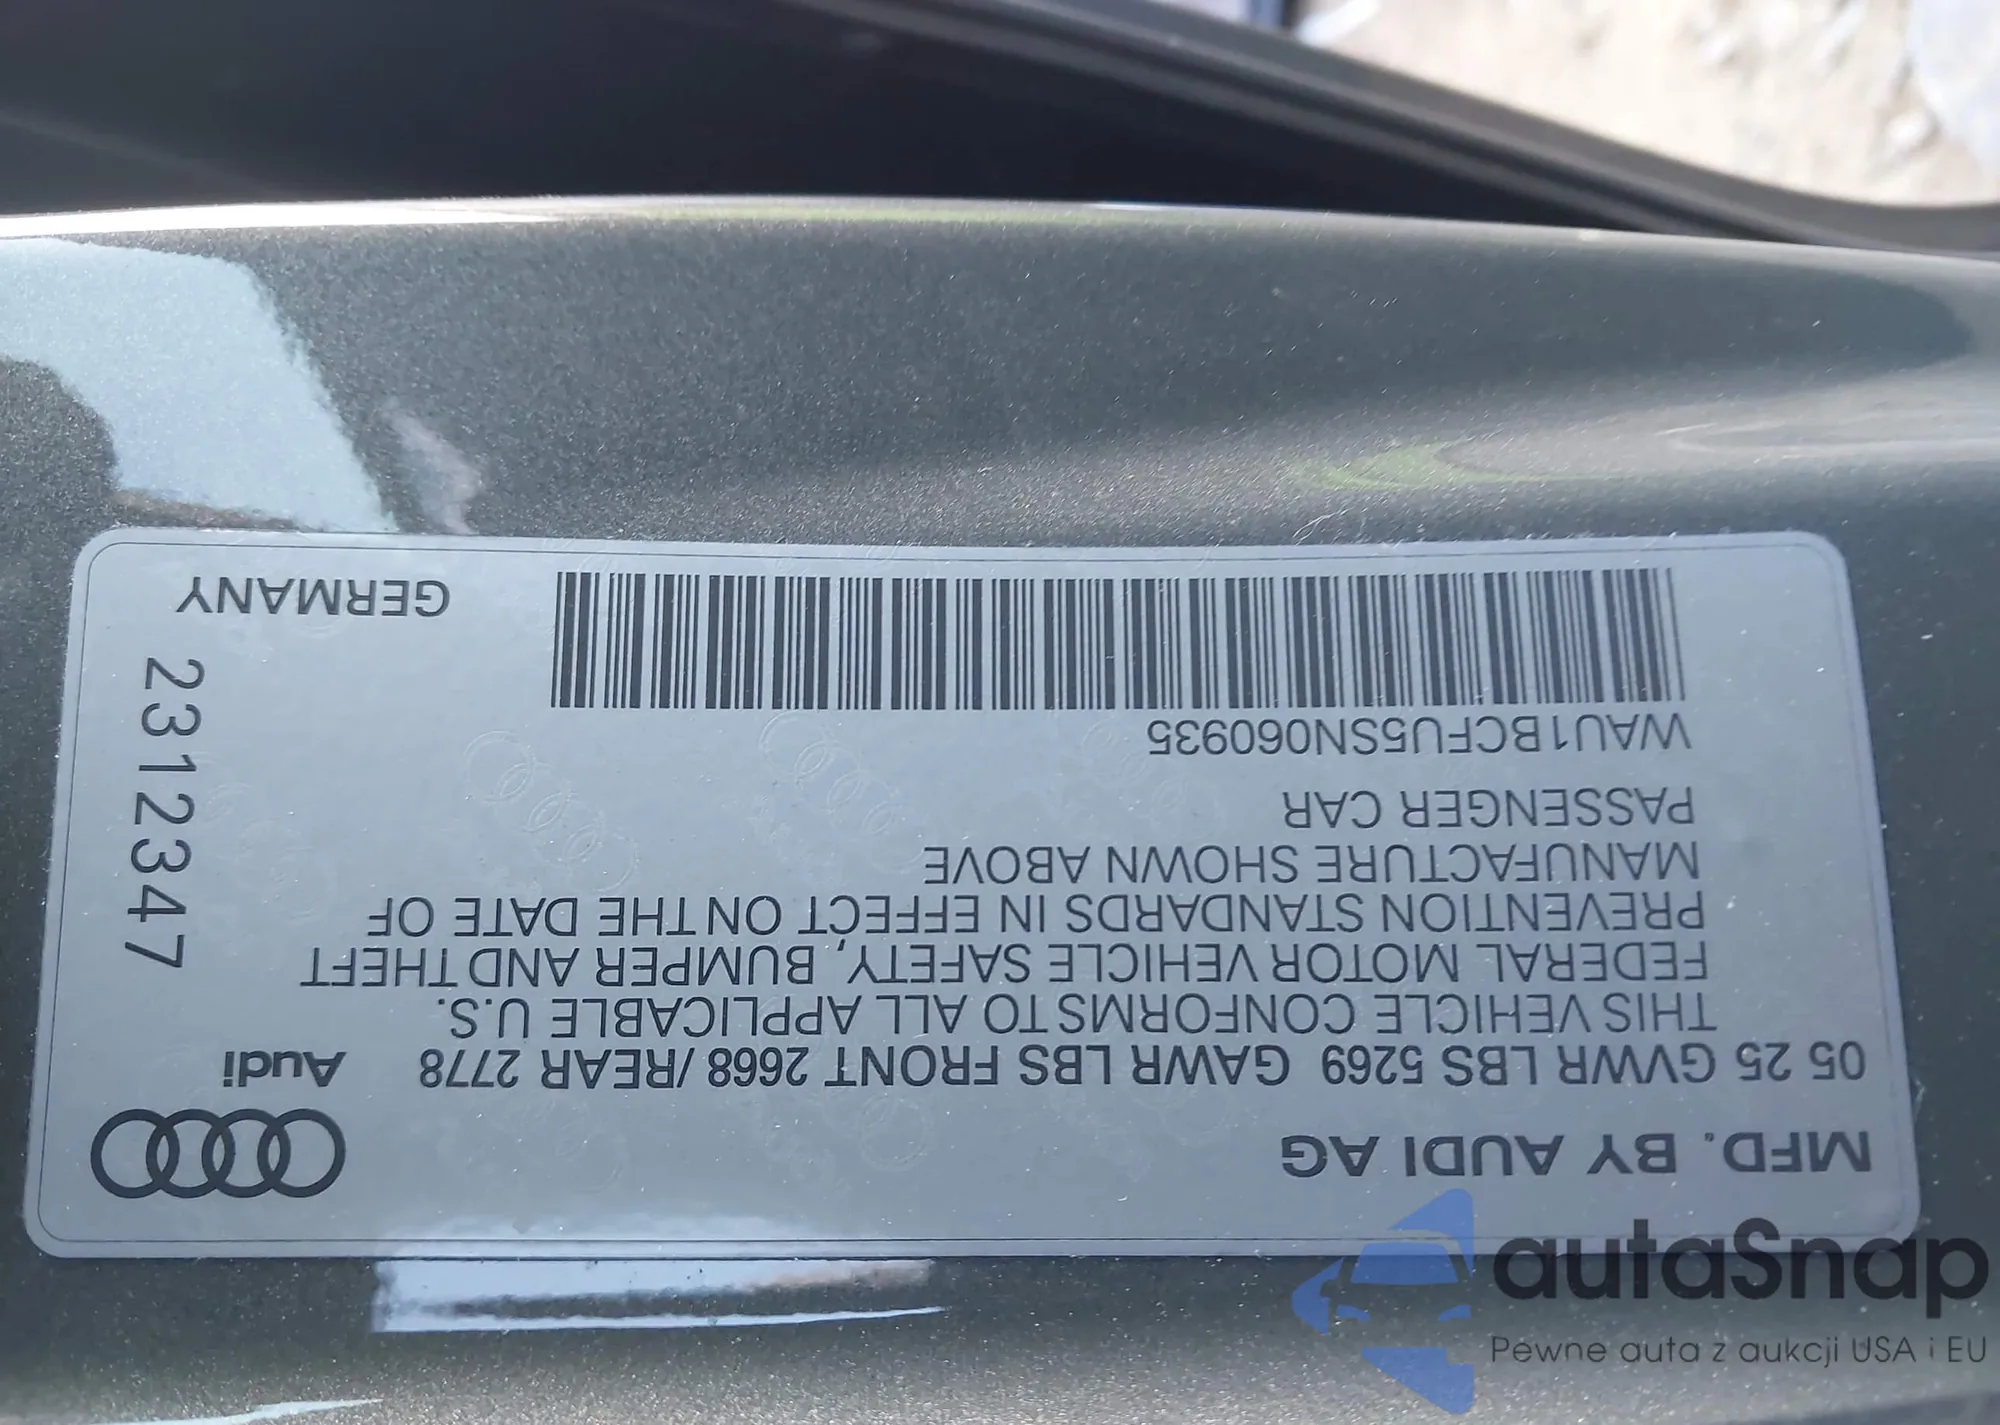 MFD. BY AUDI AG
05 25 GVWR LBS 5269 GAWR LBS FRONT 2668 /REAR 2778
Audi
THIS VEHICLE CONFORMS TO ALL APPLICABLE U.S.
FEDERAL MOTOR VEHICLE SAFETY, BUMPER AND THEFT
PREVENTION STANDARDS IN EFFECT ON THE DATE OF
MANUFACTURE SHOWN ABOVE
PASSENGER CAR
WAU1BCFU5SN060935
2312347
GERMANY
autaSnap
Pewne auta z aukcji USA i EU